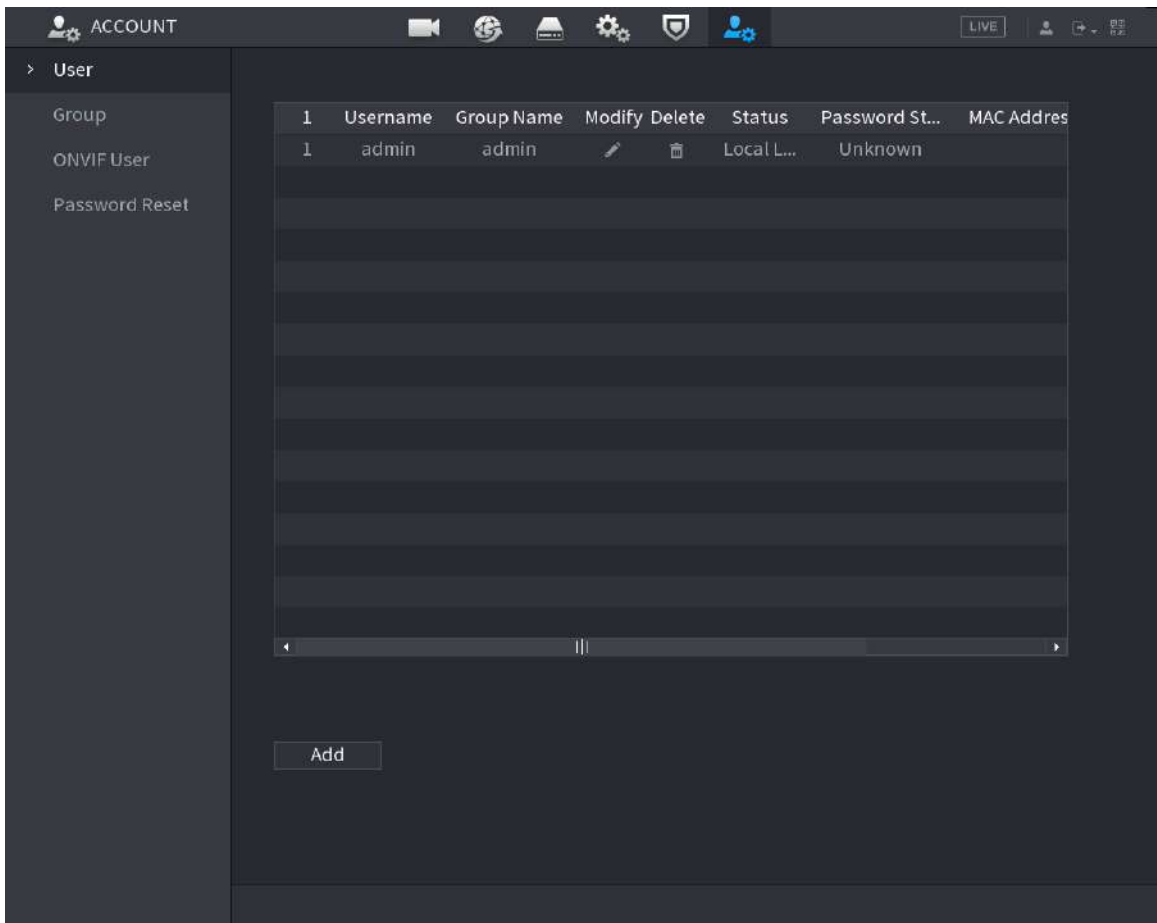 ACCOUNT LIVE
User
Group
ONVIF User
Password Reset
1 Username Group Name Modify Delete Status Password St... MAC Addres
1 admin admin Local L... Unknown
Add